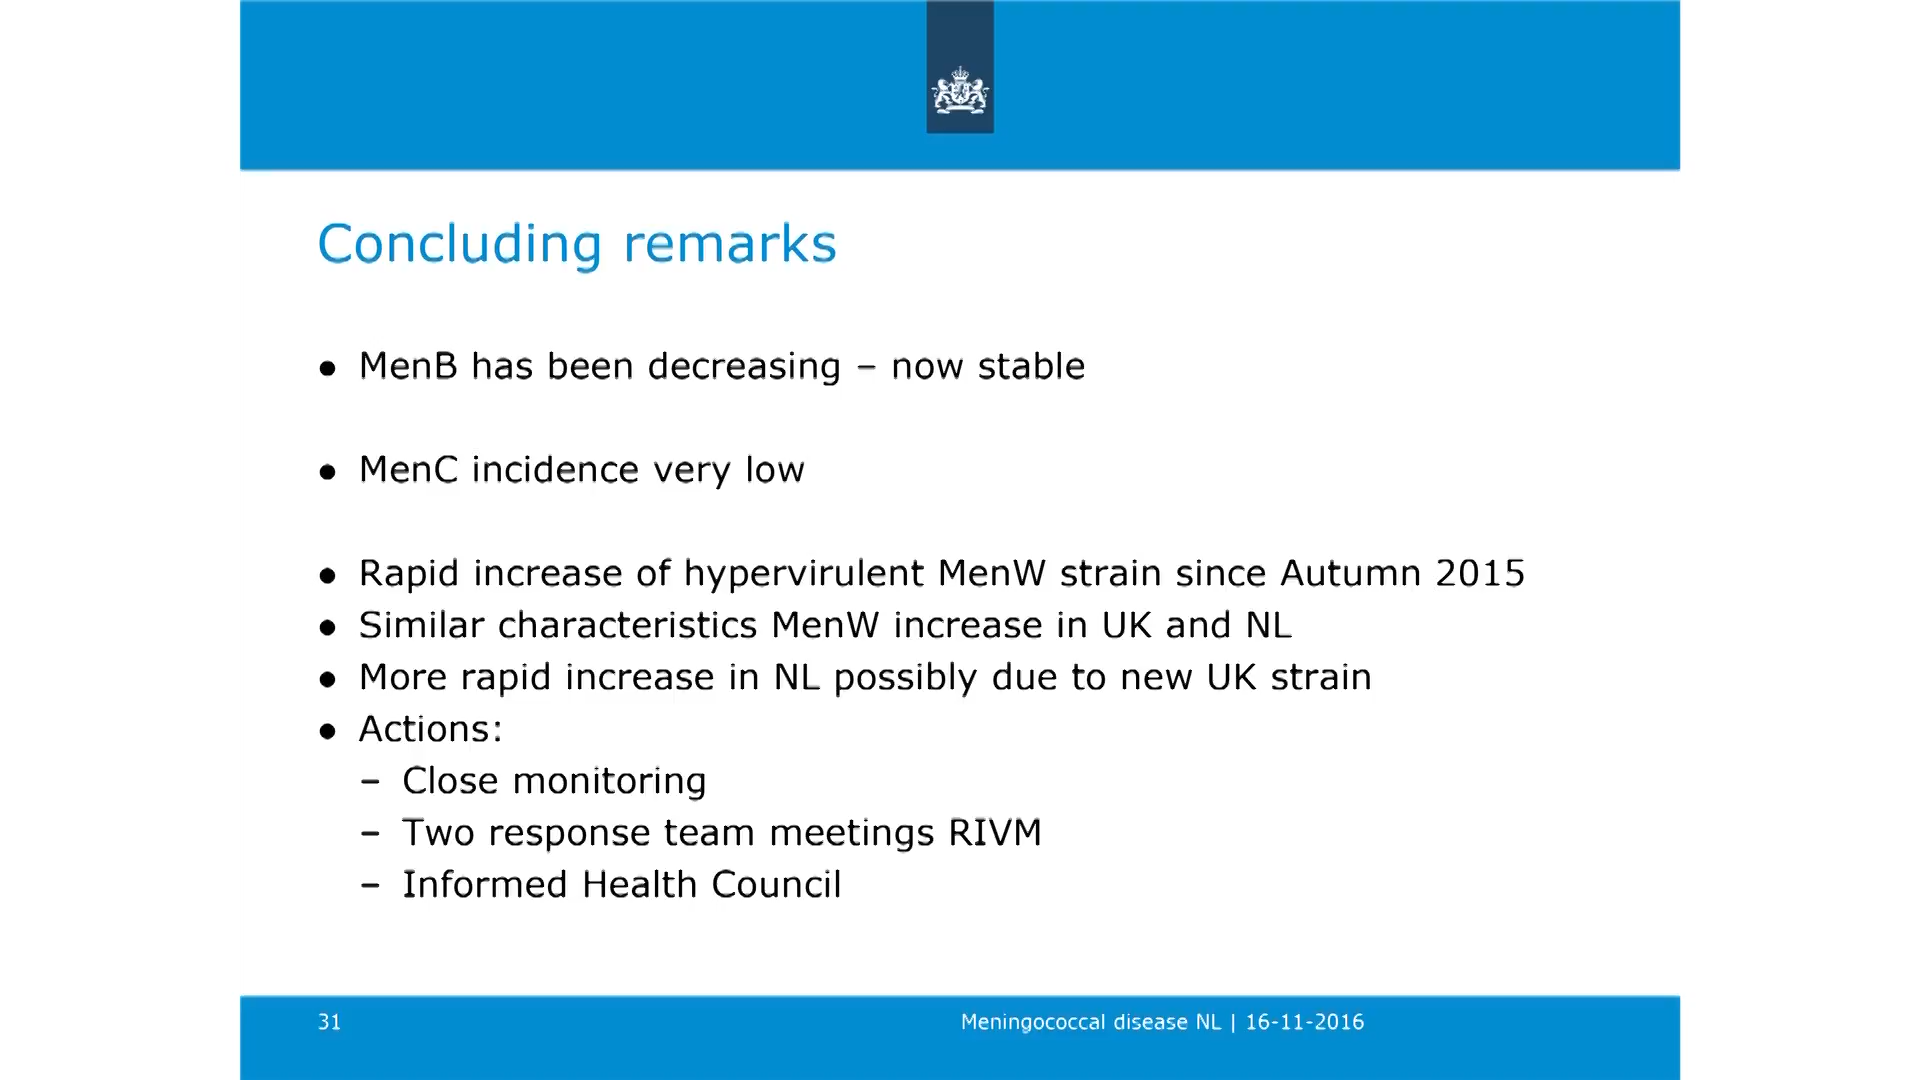 Concluding remarks
● MenB has been decreasing – now stable
● MenC incidence very low
● Rapid increase of hypervirulent MenW strain since Autumn 2015
● Similar characteristics MenW increase in UK and NL
● More rapid increase in NL possibly due to new UK strain
● Actions:
– Close monitoring
– Two response team meetings RIVM
– Informed Health Council
31
Meningococcal disease NL | 16-11-2016